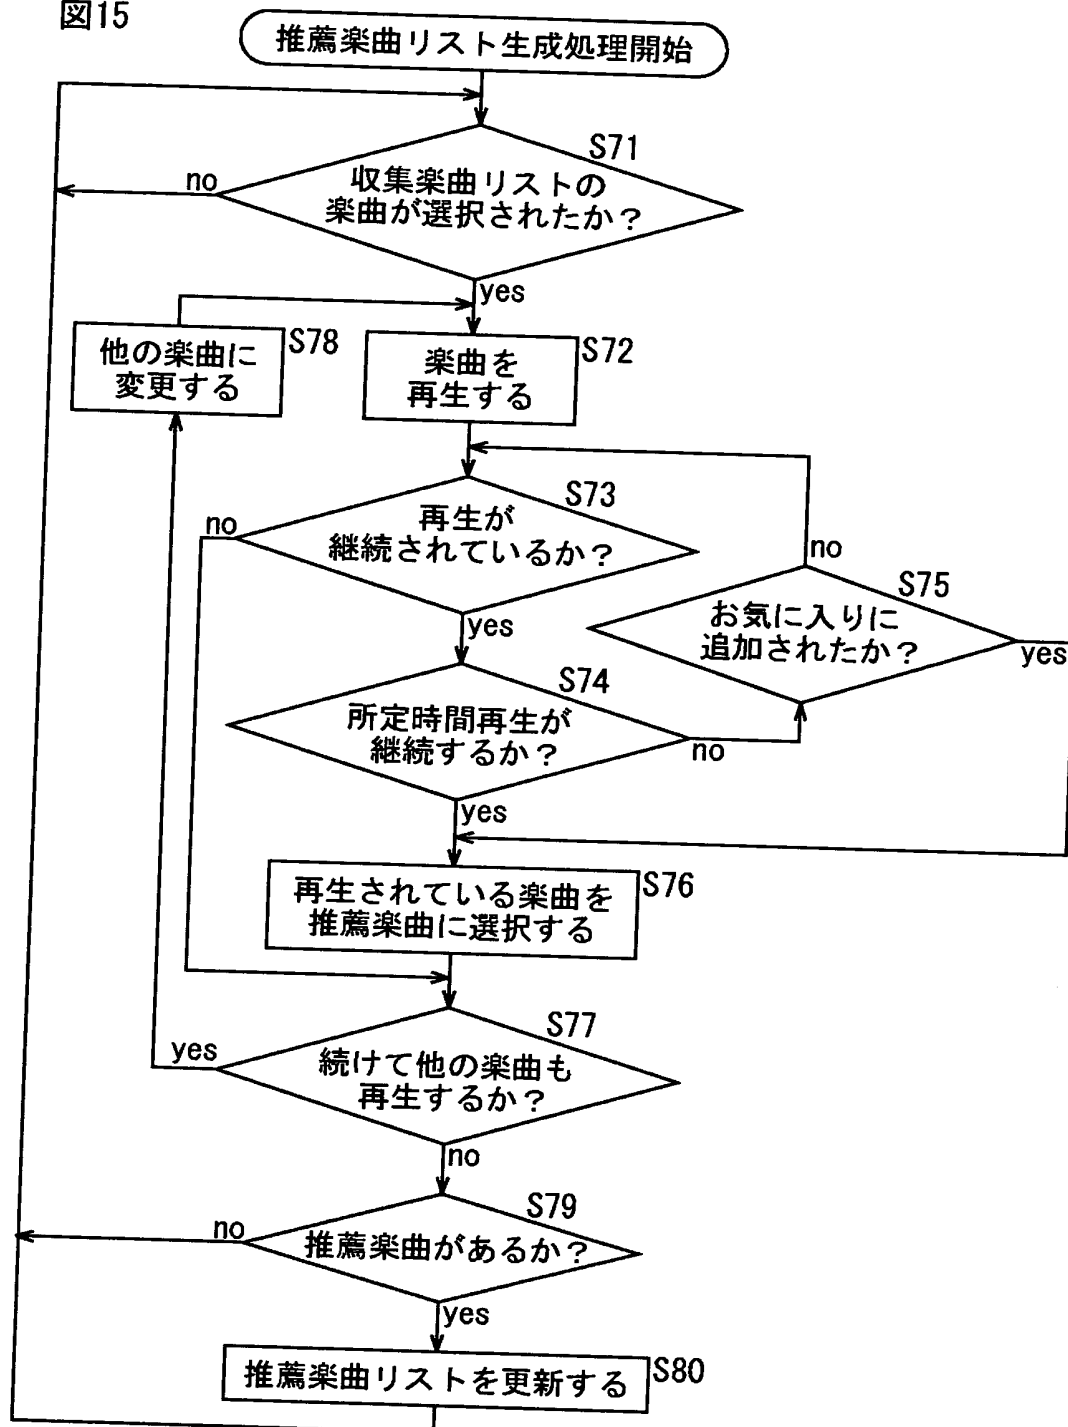 図15
推薦楽曲リスト生成処理開始
S71
収集楽曲リストの
楽曲が選択されたか？
no
yes
S78
他の楽曲に
変更する
S72
楽曲を
再生する
S73
再生が
継続されているか？
no
yes
S75
お気に入りに
追加されたか？
no
yes
S74
所定時間再生が
継続するか？
no
yes
S76
再生されている楽曲を
推薦楽曲に選択する
S77
続けて他の楽曲も
再生するか？
yes
no
S79
推薦楽曲があるか？
no
yes
S80
推薦楽曲リストを更新する